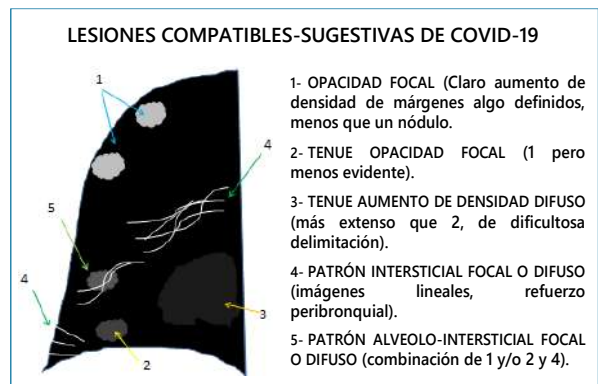 LESIONES COMPATIBLES-SUGESTIVAS DE COVID-19
1
4
5
4
3
2
1- OPACIDAD FOCAL (Claro aumento de
densidad de márgenes algo definidos,
menos que un nódulo.
2- TENUE OPACIDAD FOCAL (1 pero
menos evidente).
3- TENUE AUMENTO DE DENSIDAD DIFUSO
(más extenso que 2, de dificultosa
delimitación).
4- PATRÓN INTERSTICIAL FOCAL O DIFUSO
(imágenes lineales, refuerzo
peribronquial).
5- PATRÓN ALVEOLO-INTERSTICIAL FOCAL
O DIFUSO (combinación de 1 y/o 2 y 4).